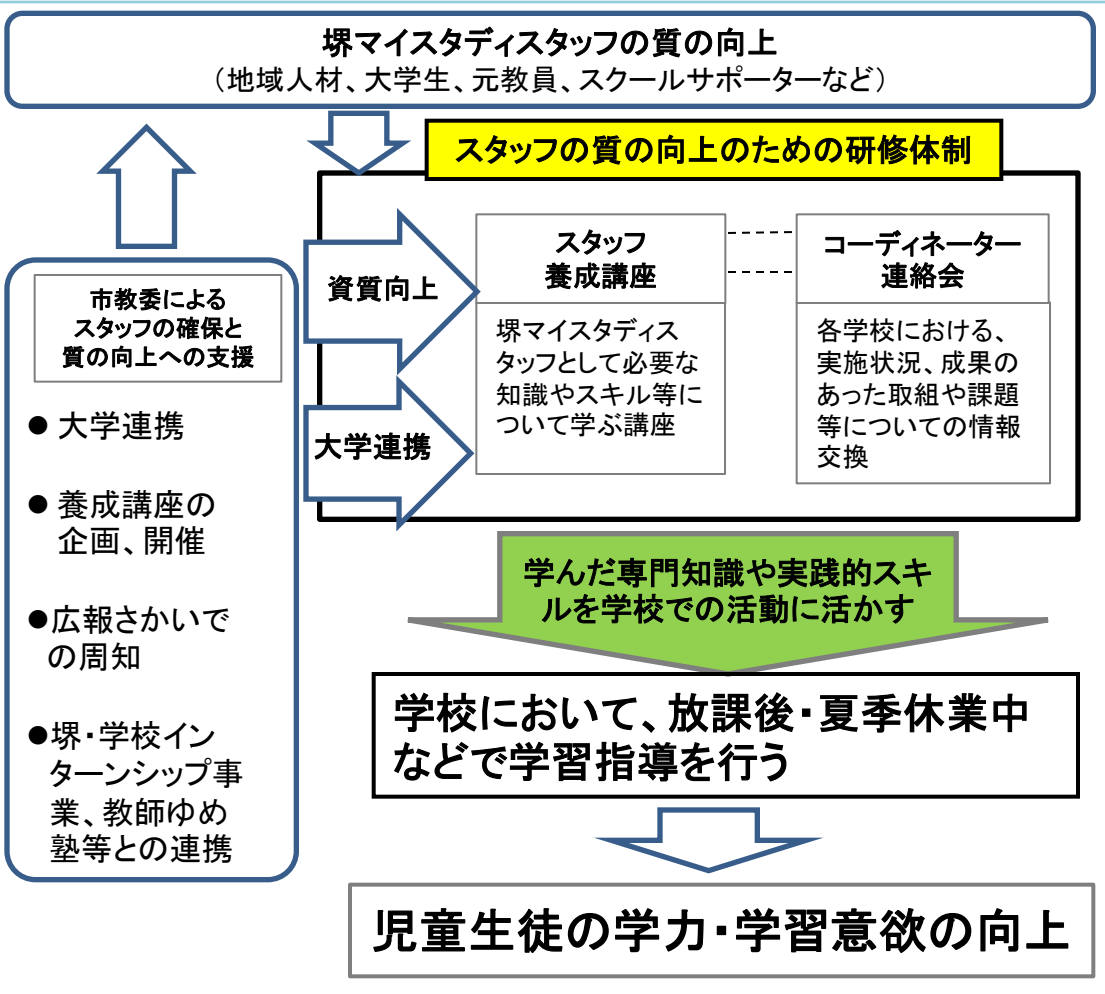 堺マイスタディスタッフの質の向上
（地域人材、大学生、元教員、スクールサポーターなど）
スタッフの質の向上のための研修体制
市教委による
スタッフの確保と
質の向上への支援
●大学連携
●養成講座の
企画、開催
●広報さかいで
の周知
●堺・学校イン
ターンシップ事
業、教師ゆめ
塾等との連携
資質向上
大学連携
スタッフ
養成講座
堺マイスタディス
タッフとして必要な
知識やスキル等に
ついて学ぶ講座
コーディネーター
連絡会
各学校における、
実施状況、成果の
あった取組や課題
等についての情報
交換
学んだ専門知識や実践的スキ
ルを学校での活動に活かす
学校において、放課後・夏季休業中
などで学習指導を行う
児童生徒の学力・学習意欲の向上